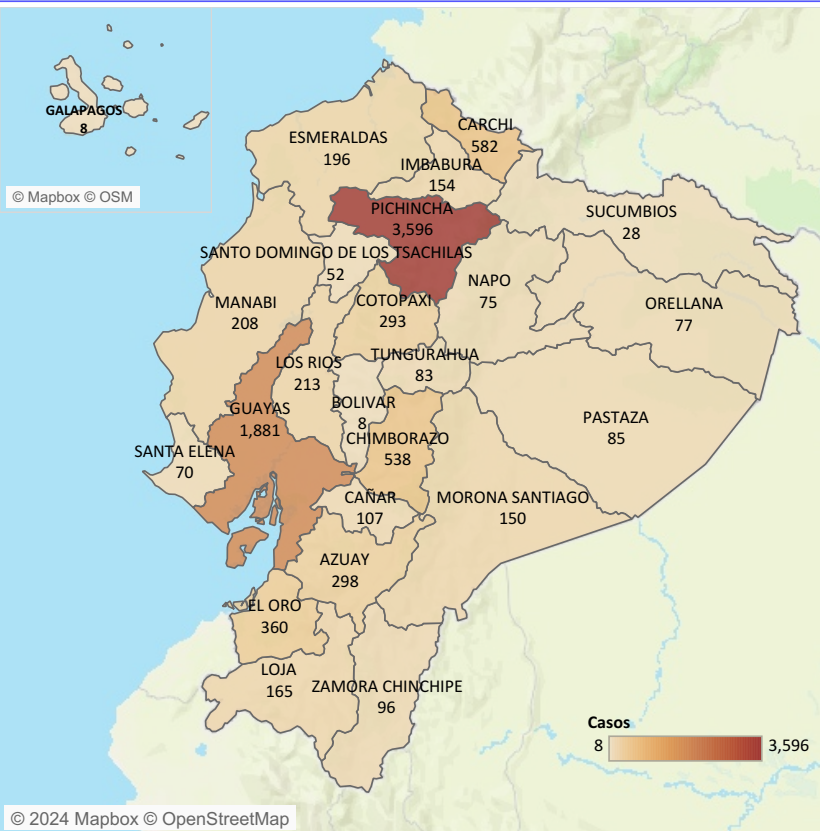 GALAPAGOS
8
© Mapbox © OSM
ESMERALDAS
196
CARCHI
582
IMBABURA
154
PICHINCHA
3,596
SUCUMBIOS
28
SANTO DOMINGO DE LOS TSACHILAS
52
NAPO
75
MANABI
208
COTOPAXI
293
ORELLANA
77
TUNGURAHUA
83
LOS RIOS
213
BOLIVAR
8
GUAYAS
1,881
PASTAZA
85
CHIMBORAZO
538
SANTA ELENA
70
CAÑAR
107
MORONA SANTIAGO
150
AZUAY
298
EL ORO
360
LOJA
165
ZAMORA CHINCHIPE
96
Casos
8 3,596
© 2024 Mapbox © OpenStreetMap